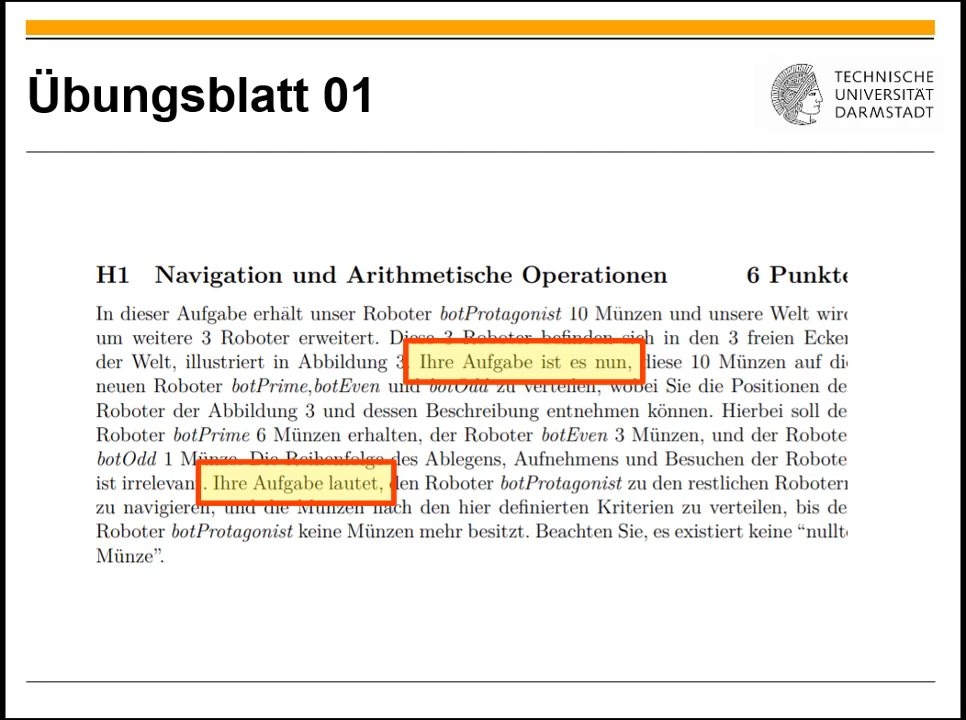 Übungsblatt 01
TECHNISCHE
UNIVERSITÄT
DARMSTADT
H1 Navigation und Arithmetische Operationen 6 Punkte
In dieser Aufgabe erhält unser Roboter botProtagonist 10 Münzen und unsere Welt wird
um weitere 3 Roboter erweitert. Diese 3 Roboter befinden sich in den 3 freien Ecken
der Welt, illustriert in Abbildung 3. Ihre Aufgabe ist es nun, diese 10 Münzen auf die
neuen Roboter botPrime,botEven und botOdd zu verteilen, wobei Sie die Positionen de
Roboter der Abbildung 3 und dessen Beschreibung entnehmen können. Hierbei soll de
Roboter botPrime 6 Münzen erhalten, der Roboter botEven 3 Münzen, und der Robote
botOdd 1 Münze. Die Reihenfolge des Ablegens, Aufnehmens und Besuchen der Robote
ist irrelevant. Ihre Aufgabe lautet, den Roboter botProtagonist zu den restlichen Robotern
zu navigieren, und die Münzen nach den hier definierten Kriterien zu verteilen, bis de
Roboter botProtagonist keine Münzen mehr besitzt. Beachten Sie, es existiert keine “nullte
Münze”.